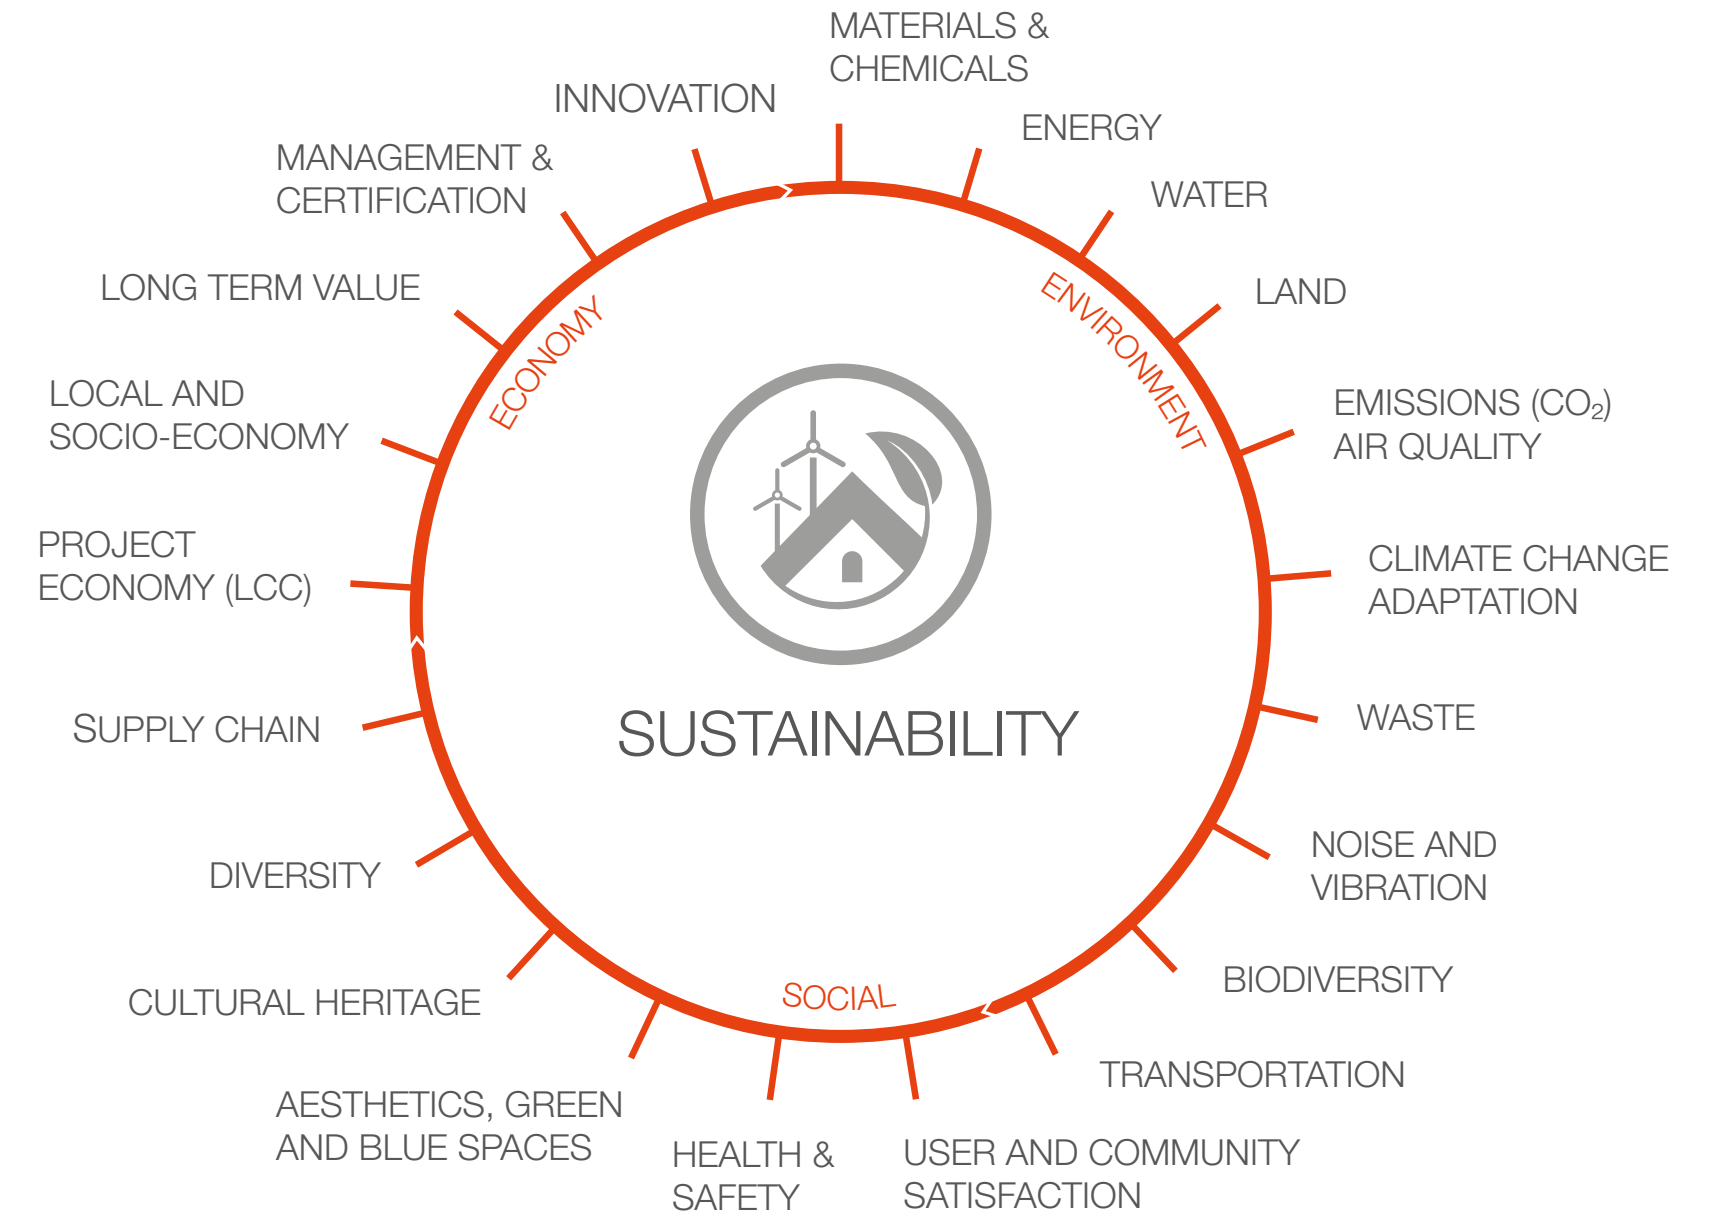 MATERIALS &
CHEMICALS
ENERGY
WATER
LAND
EMISSIONS (CO₂)
AIR QUALITY
CLIMATE CHANGE
ADAPTATION
WASTE
NOISE AND
VIBRATION
BIODIVERSITY
TRANSPORTATION
USER AND COMMUNITY
SATISFACTION
HEALTH &
SAFETY
AESTHETICS, GREEN
AND BLUE SPACES
CULTURAL HERITAGE
DIVERSITY
SUPPLY CHAIN
PROJECT
ECONOMY (LCC)
LOCAL AND
SOCIO-ECONOMY
LONG TERM VALUE
MANAGEMENT &
CERTIFICATION
INNOVATION
ECONOMY
ENVIRONMENT
SOCIAL
SUSTAINABILITY